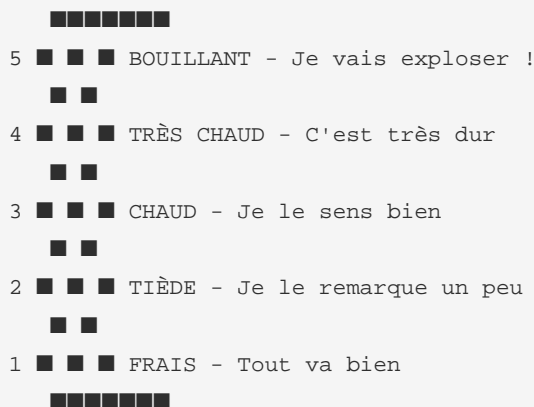 ■■■■■■■
5 ■ ■ ■ BOUILLANT - Je vais exploser !
■ ■
4 ■ ■ ■ TRÈS CHAUD - C'est très dur
■ ■
3 ■ ■ ■ CHAUD - Je le sens bien
■ ■
2 ■ ■ ■ TIÈDE - Je le remarque un peu
■ ■
1 ■ ■ ■ FRAIS - Tout va bien
■■■■■■■